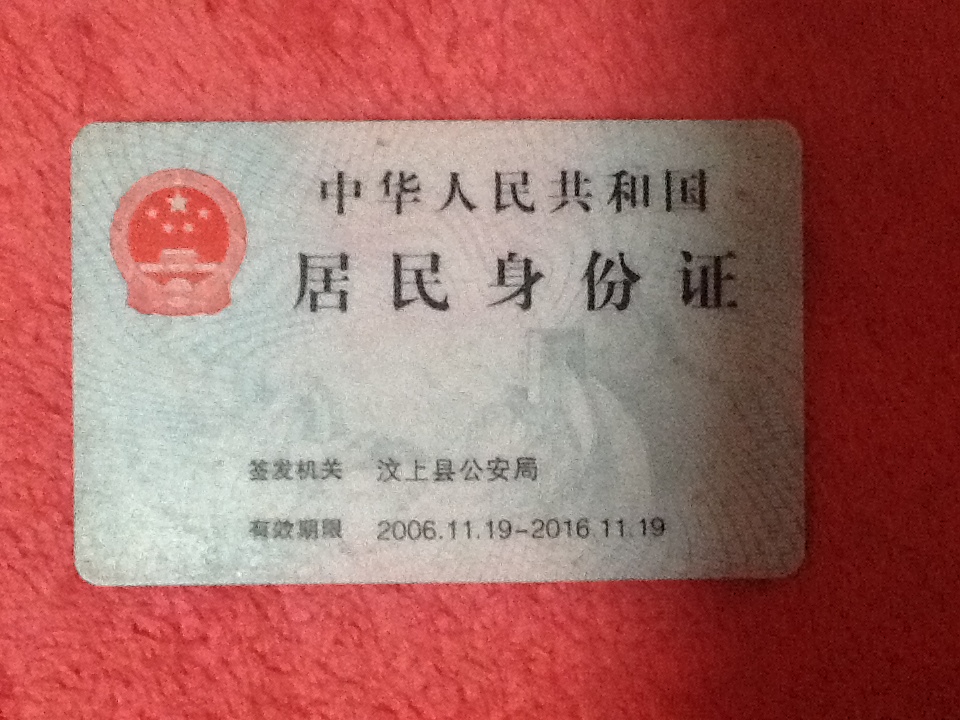 中华人民共和国
居民身份证
签发机关 汶上县公安局
有效期限 2006.11.19-2016.11.19